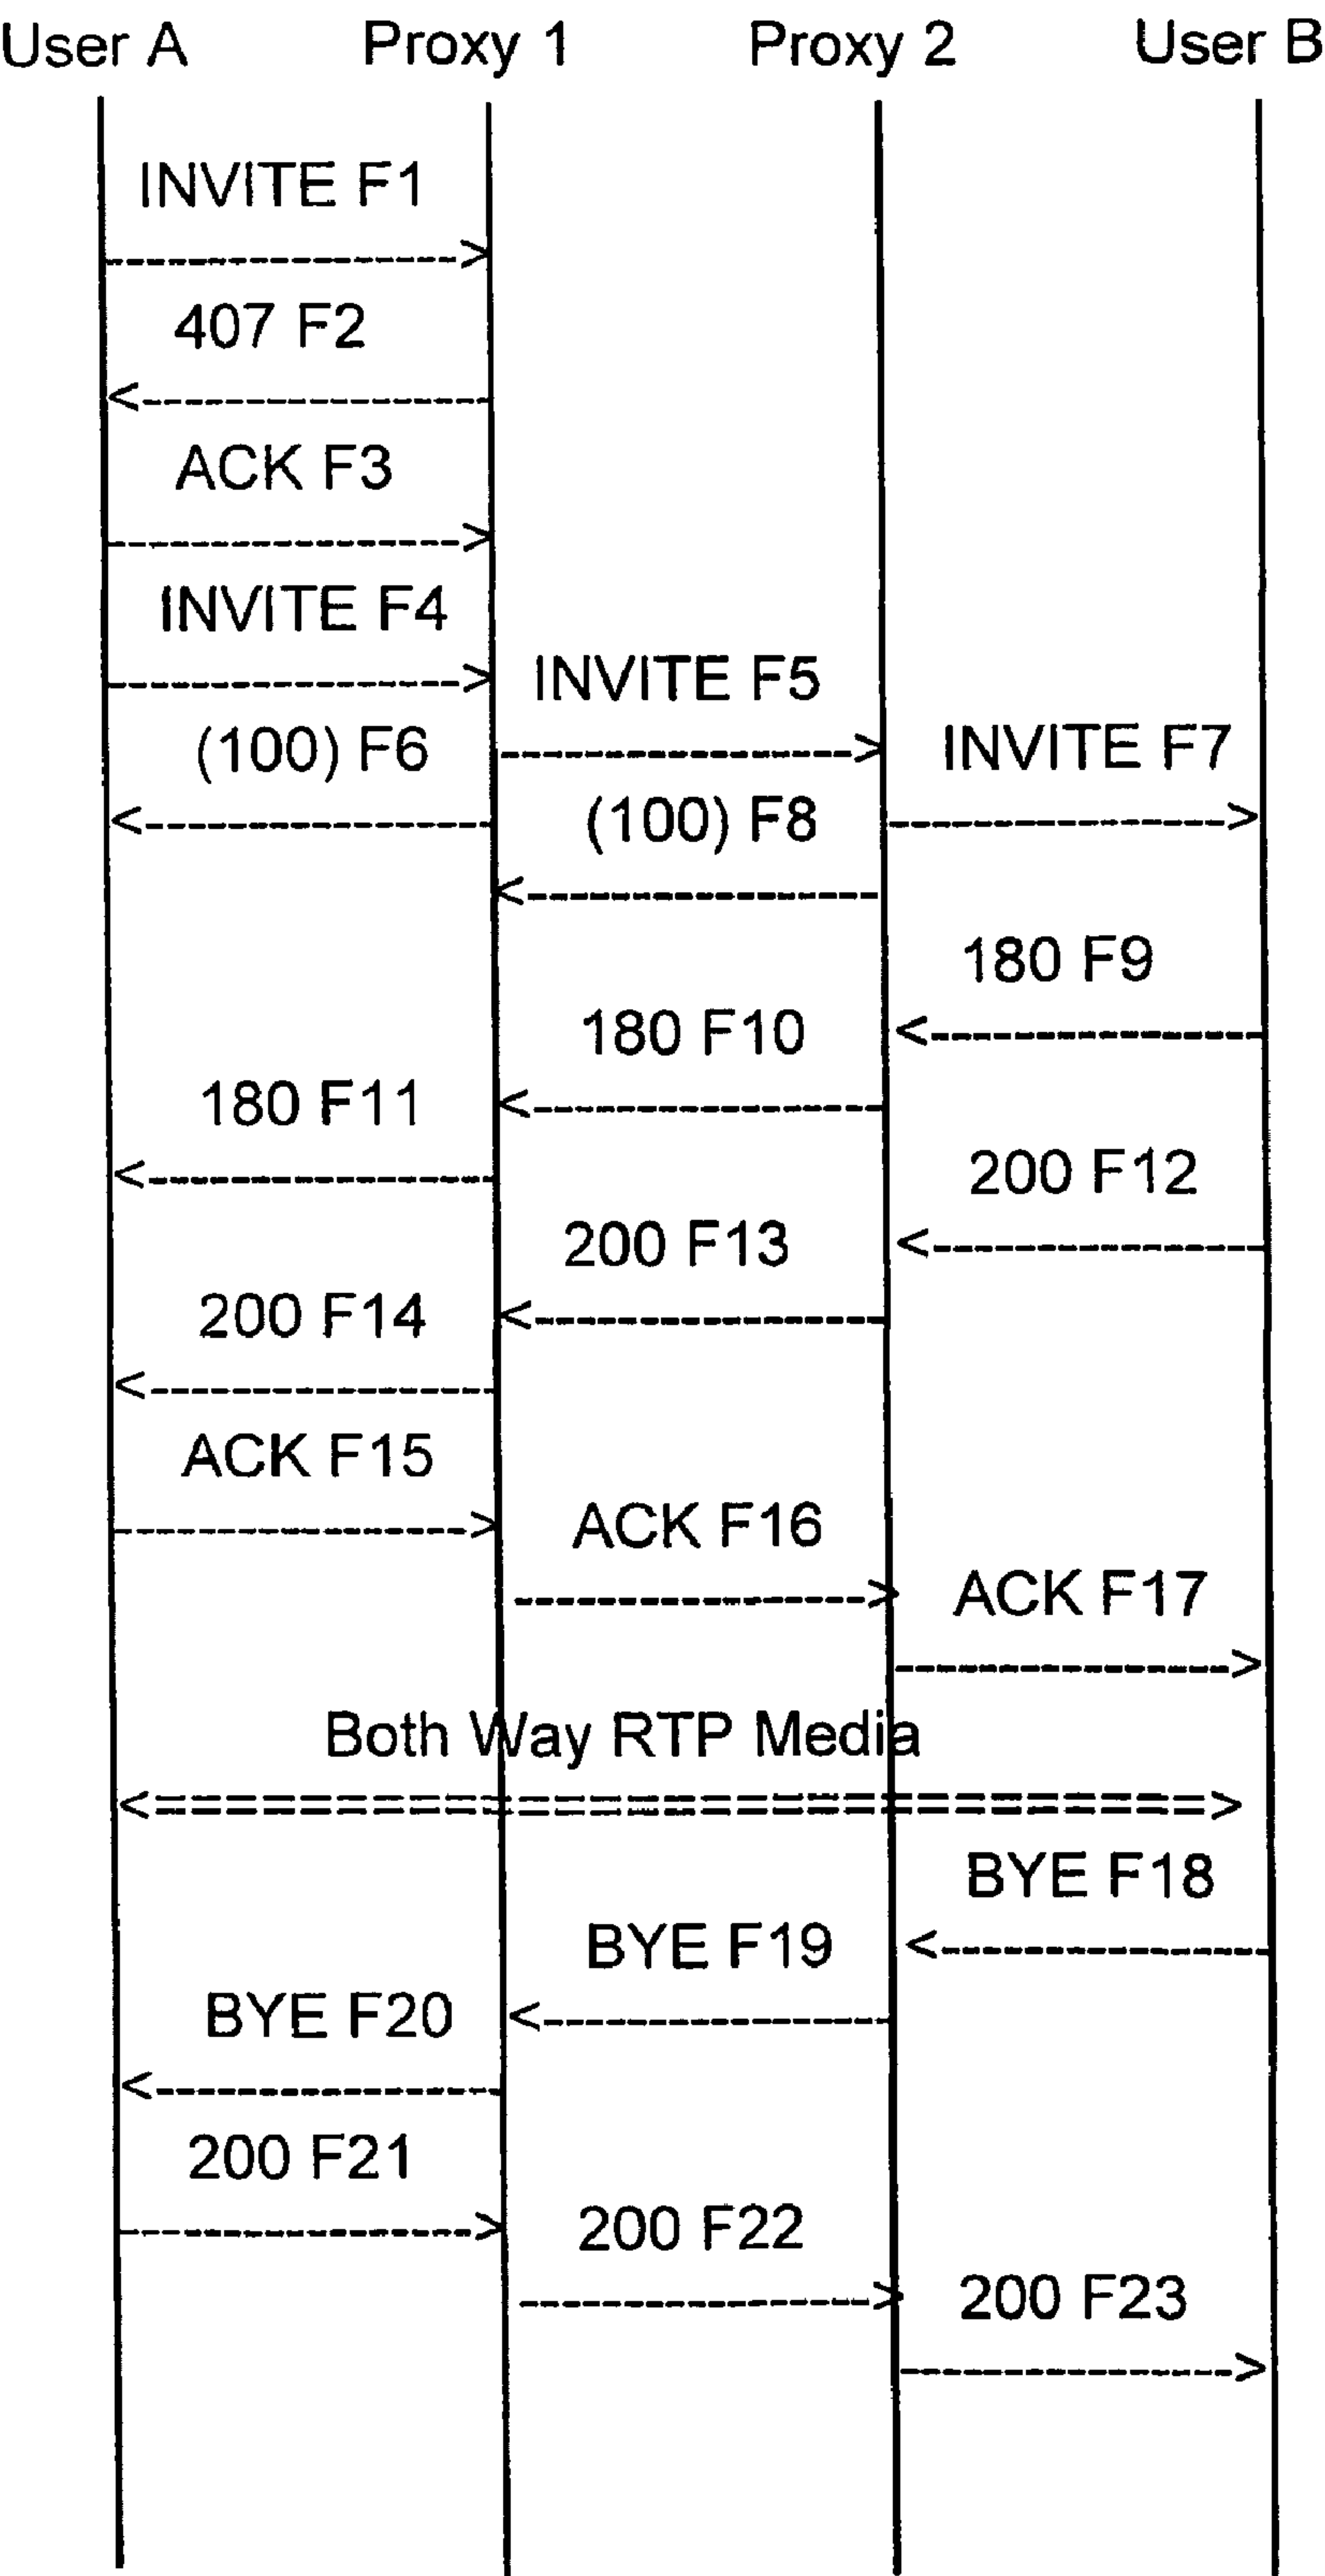 User A Proxy 1 Proxy 2 User B
INVITE F1
407 F2
ACK F3
INVITE F4
INVITE F5
(100) F6
INVITE F7
(100) F8
180 F9
180 F10
180 F11
200 F12
200 F13
200 F14
ACK F15
ACK F16
ACK F17
Both Way RTP Media
BYE F18
BYE F19
BYE F20
200 F21
200 F22
200 F23